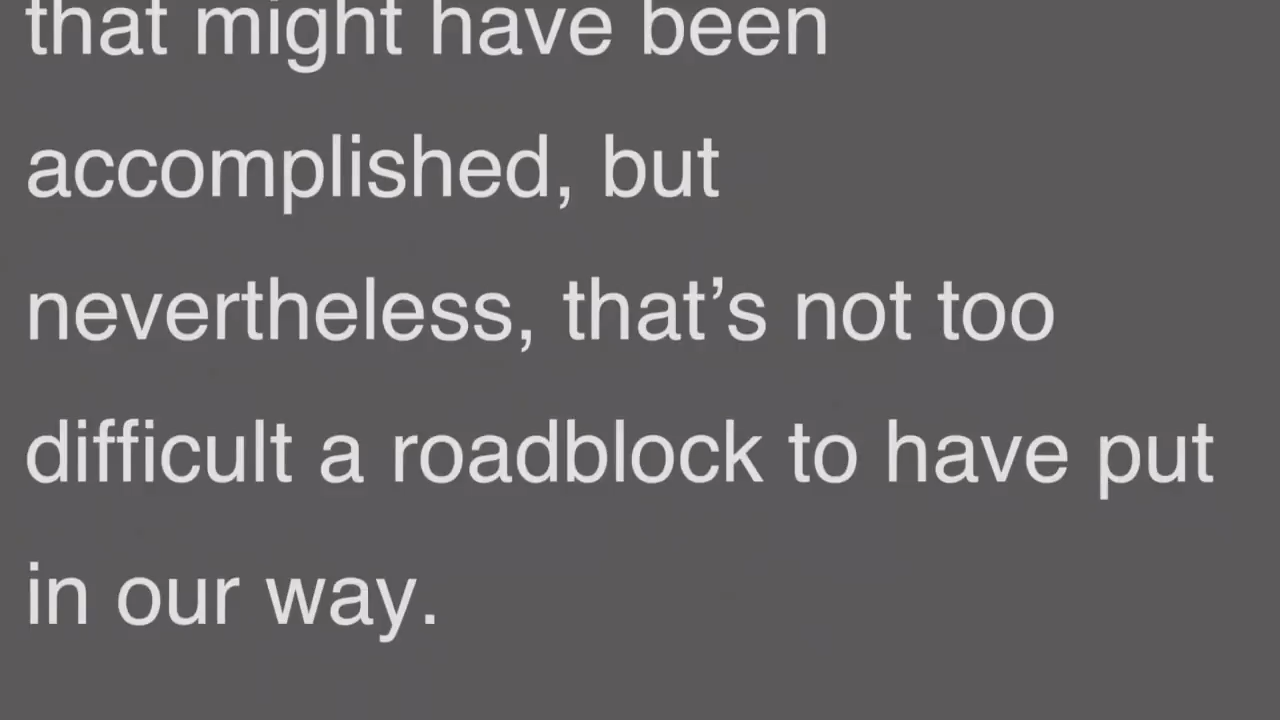 that might have been
accomplished, but
nevertheless, that’s not too
difficult a roadblock to have put
in our way.